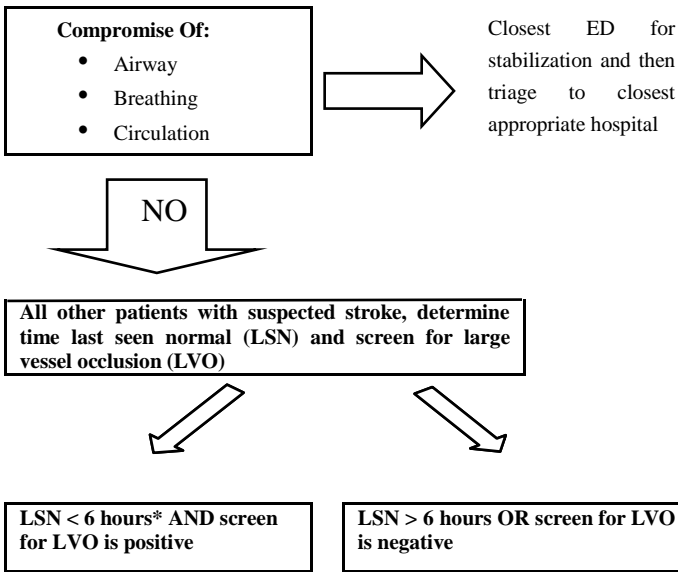 Compromise Of:
• Airway
• Breathing
• Circulation
Closest ED for
stabilization and then
triage to closest
appropriate hospital
NO
All other patients with suspected stroke, determine
time last seen normal (LSN) and screen for large
vessel occlusion (LVO)
LSN < 6 hours* AND screen
for LVO is positive
LSN > 6 hours OR screen for LVO
is negative